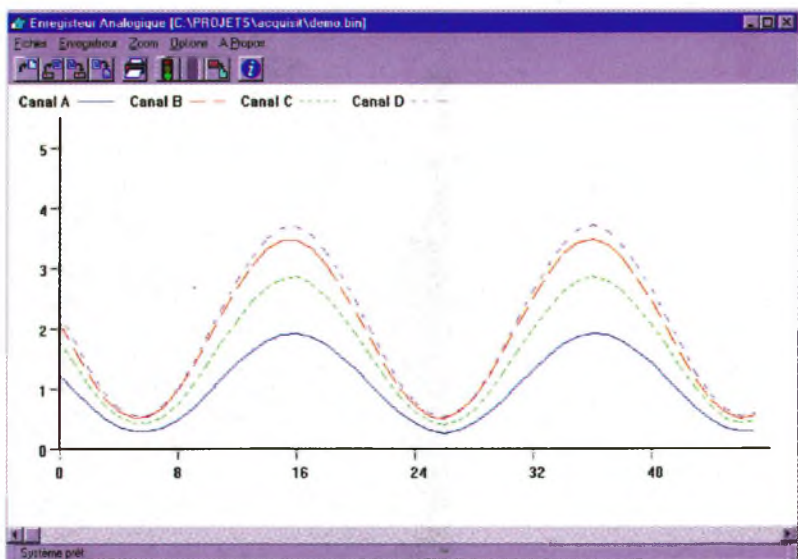 Enregisteur Analogique [C:\PROJETS\acquisit\demo.bin]
Fichier Enregistreur Zoom Options A Propos
Canal A Canal B Canal C Canal D
5
4
3
2
1
0
0 8 16 24 32 40
Système prêt